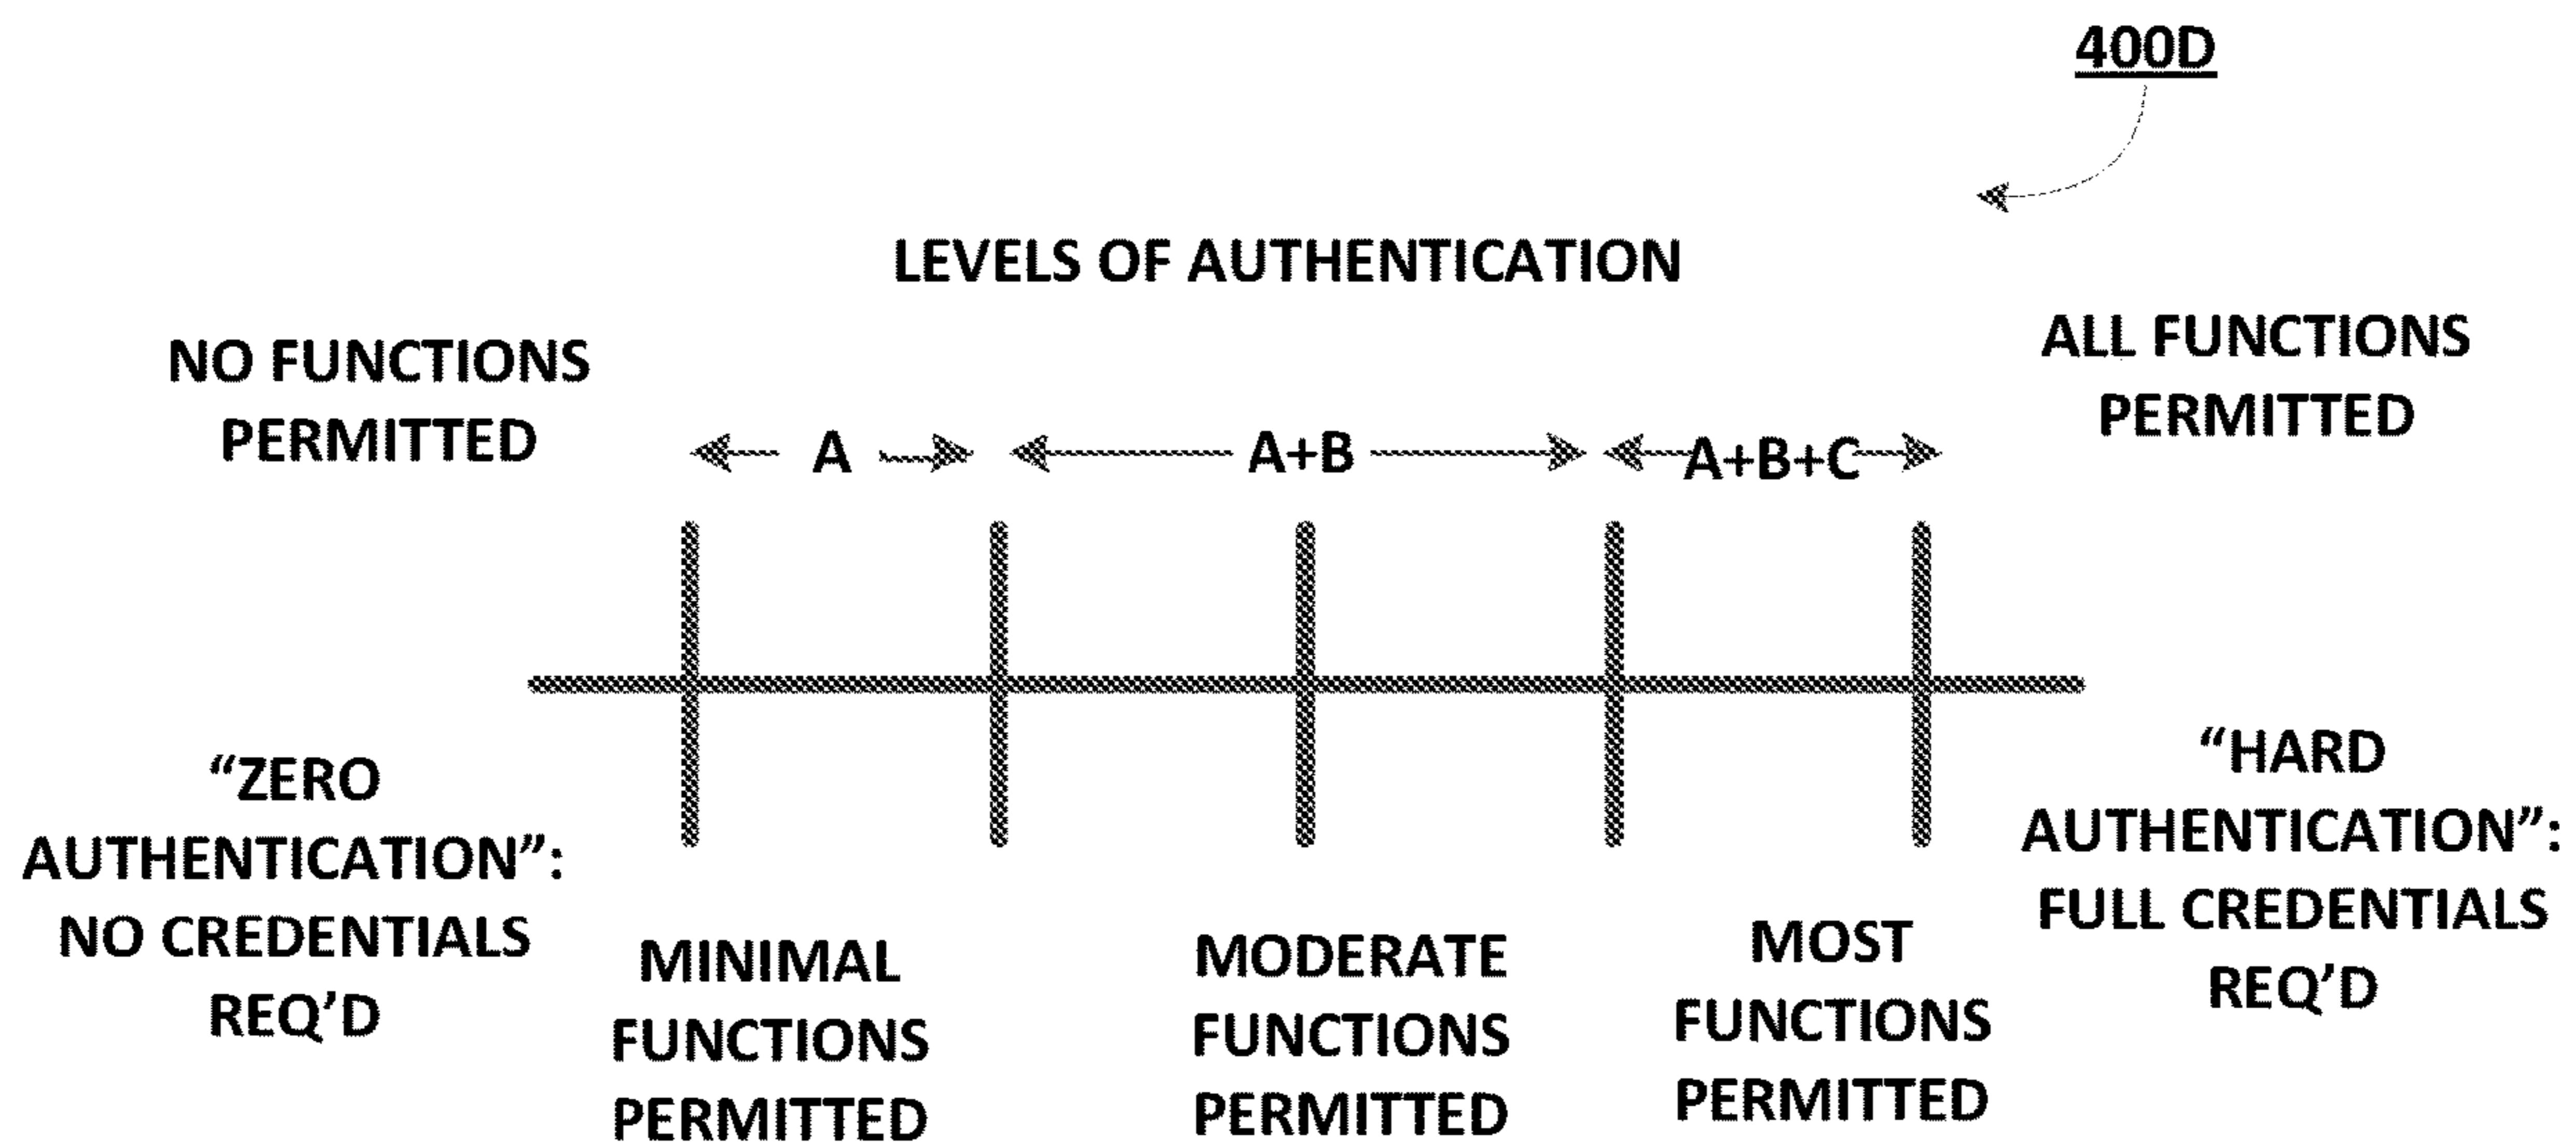 400D
LEVELS OF AUTHENTICATION
NO FUNCTIONS
PERMITTED
ALL FUNCTIONS
PERMITTED
A
A+B
A+B+C
“ZERO
AUTHENTICATION”:
NO CREDENTIALS
REQ’D
MINIMAL
FUNCTIONS
PERMITTED
MODERATE
FUNCTIONS
PERMITTED
MOST
FUNCTIONS
PERMITTED
“HARD
AUTHENTICATION”:
FULL CREDENTIALS
REQ’D